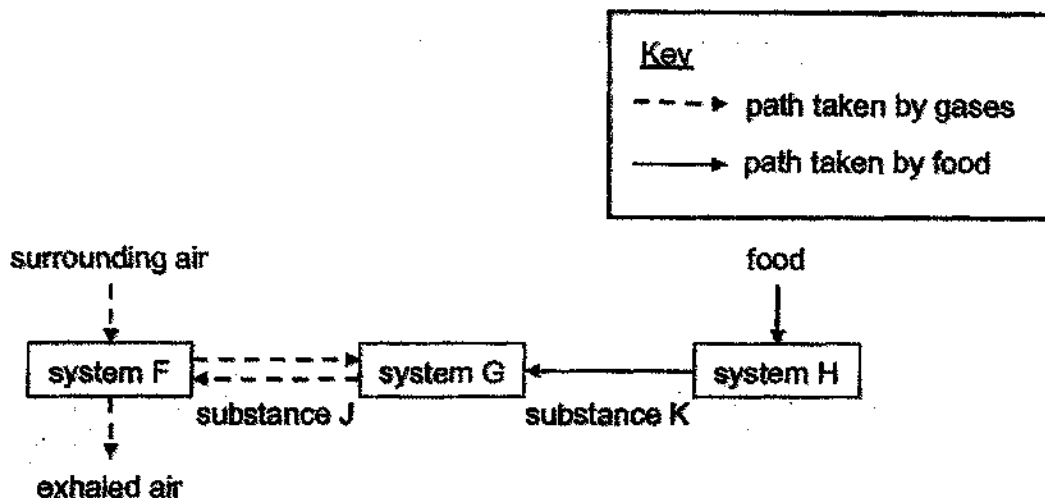 Key
path taken by gases
path taken by food
surrounding air
food
system F
system G
system H
substance J
substance K
exhaled air